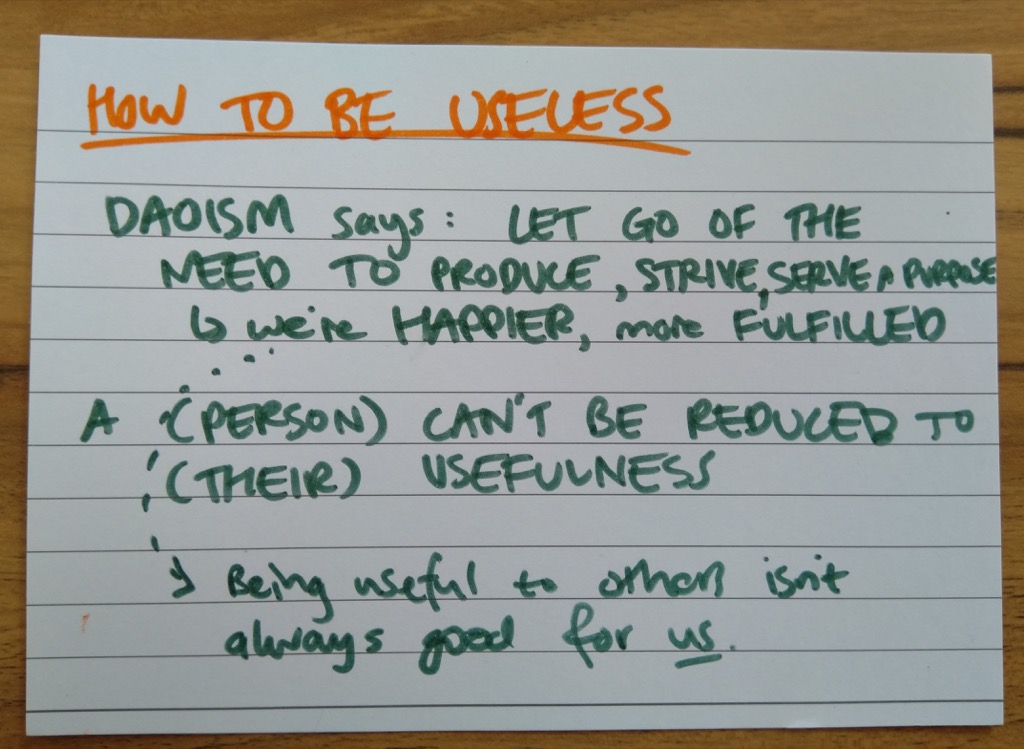 HOW TO BE USELESS
DAOISM says: LET GO OF THE
NEED TO PRODUCE, STRIVE, SERVE A PURPOSE
↳ we're HAPPIER, more FULFILLED
A (PERSON) CAN'T BE REDUCED TO
(THEIR) USEFULNESS
Being useful to others isn't
always good for us.